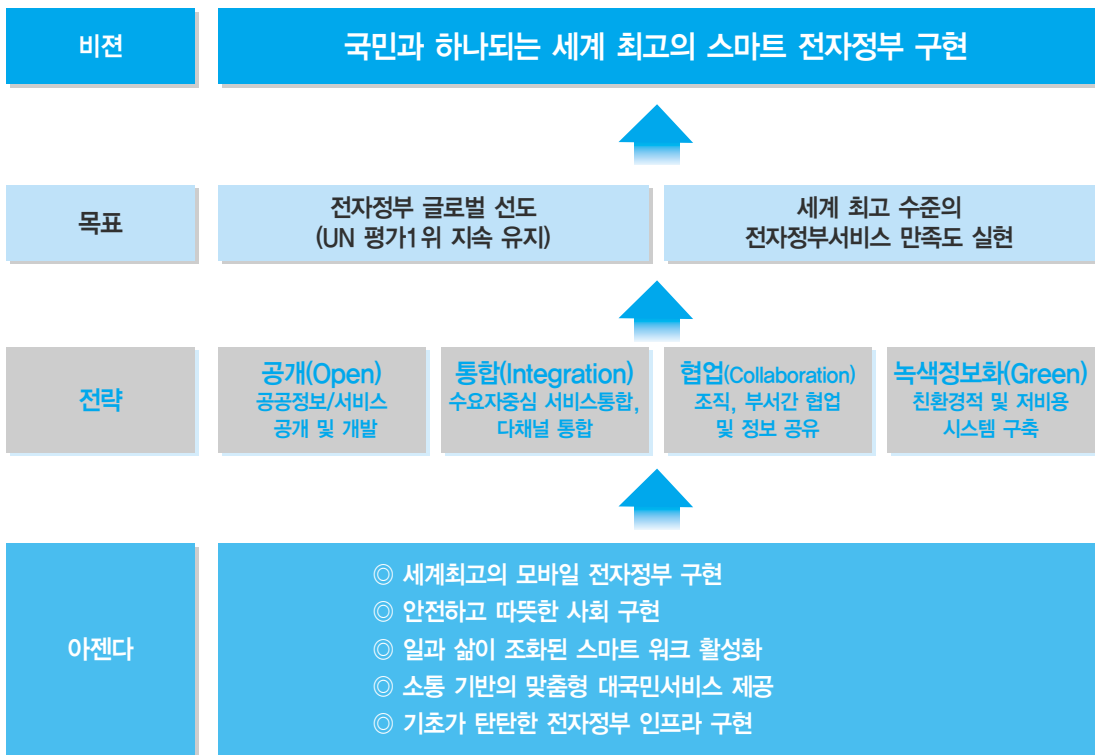 비젼
국민과 하나되는 세계 최고의 스마트 전자정부 구현
목표
전자정부 글로벌 선도
(UN 평가1위 지속 유지)
세계 최고 수준의
전자정부서비스 만족도 실현
전략
공개(Open)
공공정보/서비스
공개 및 개발
통합(Integration)
수요자중심 서비스통합,
다채널 통합
협업(Collaboration)
조직, 부서간 협업
및 정보 공유
녹색정보화(Green)
친환경적 및 저비용
시스템 구축
아젠다
◎ 세계최고의 모바일 전자정부 구현
◎ 안전하고 따뜻한 사회 구현
◎ 일과 삶이 조화된 스마트 워크 활성화
◎ 소통 기반의 맞춤형 대국민서비스 제공
◎ 기초가 탄탄한 전자정부 인프라 구현